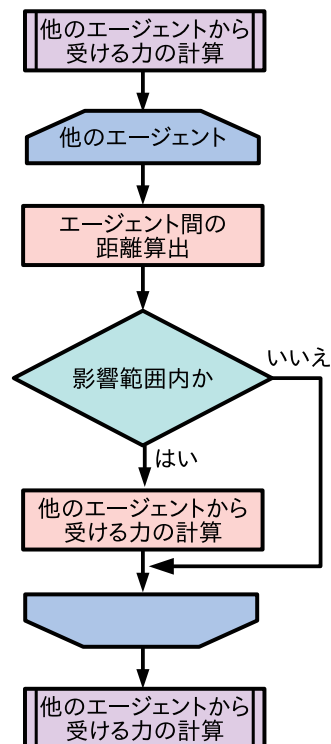 他のエージェントから
受ける力の計算
他のエージェント
エージェント間の
距離算出
影響範囲内か
いいえ
はい
他のエージェントから
受ける力の計算
他のエージェントから
受ける力の計算